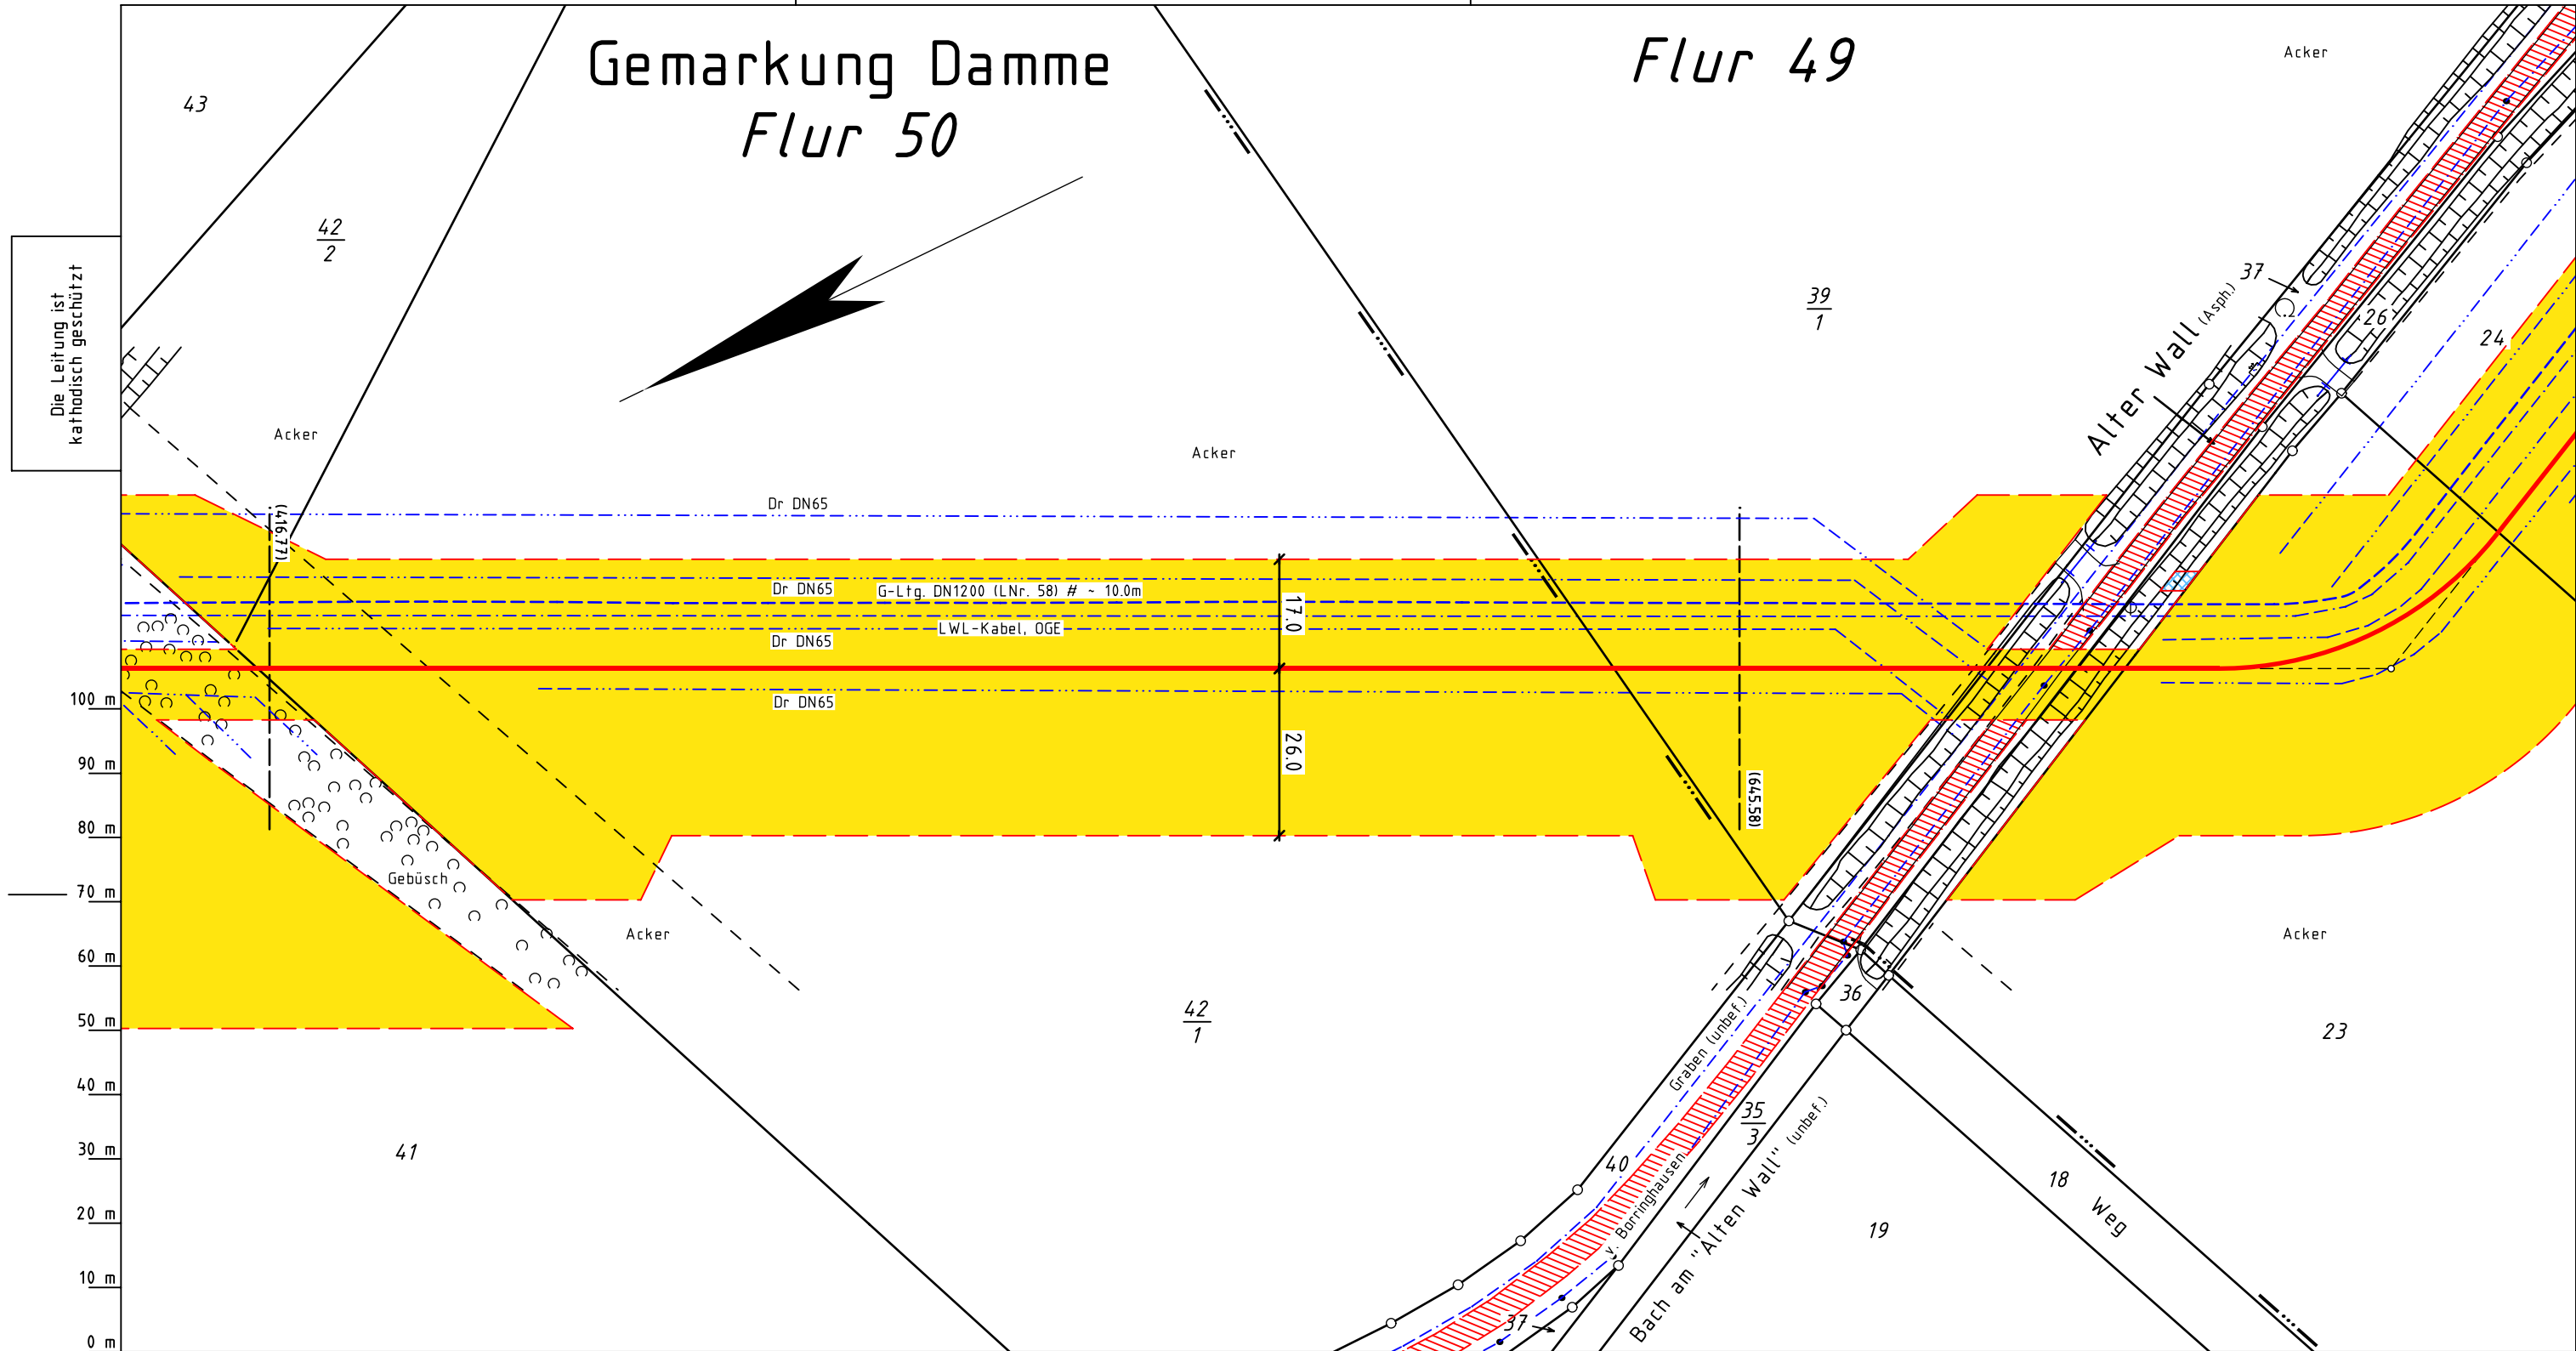 Gemarkung Damme
Flur 50
Flur 49
Acker
43
42
2
Die Leitung ist
kathodisch geschützt
37
39
1
Alter Wall (Asph.)
26
24
Acker
Acker
(416.77)
Dr DN65
Dr DN65
G-Ltg. DN1200 (LNr. 58) # ~ 10.0m
17.0
LWL-Kabel, OGE
Dr DN65
Dr DN65
26.0
(645.58)
100 m
90 m
80 m
70 m
60 m
50 m
40 m
30 m
20 m
10 m
0 m
Gebüsch
Acker
Acker
42
1
36
23
Graben (unbef.)
35
3
41
40
v. Borringhausen
Bach am "Alten Wall" (unbef.)
18
Weg
19
37